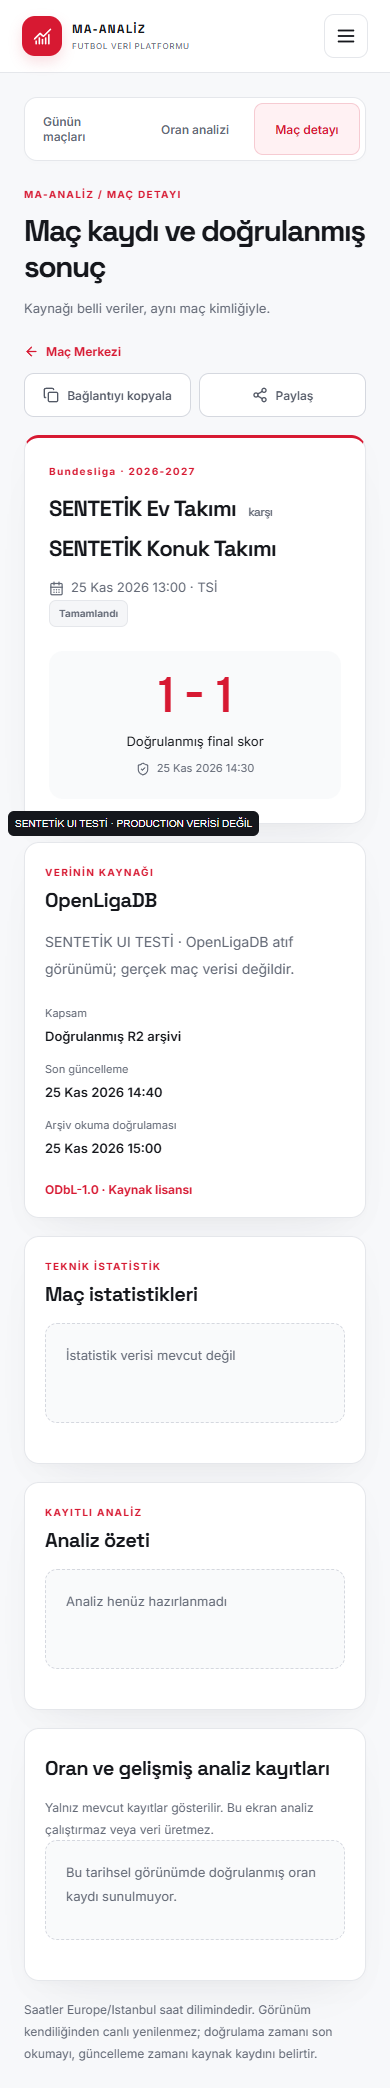 MA-ANALİZ
FUTBOL VERİ PLATFORMU
Günün
maçları
Oran analizi
Maç detayı
MA-ANALİZ / MAÇ DETAYI
Maç kaydı ve doğrulanmış
sonuç
Kaynağı belli veriler, aynı maç kimliğiyle.
Maç Merkezi
Bağlantıyı kopyala
Paylaş
Bundesliga · 2026-2027
SENTETİK Ev Takımı karşı
SENTETİK Konuk Takımı
25 Kas 2026 13:00 · TSİ
Tamamlandı
1 - 1
Doğrulanmış final skor
25 Kas 2026 14:30
SENTETİK UI TESTİ · PRODUCTION VERİSİ DEĞİL
VERİNİN KAYNAĞI
OpenLigaDB
SENTETİK UI TESTİ · OpenLigaDB atıf
görünümü; gerçek maç verisi değildir.
Kapsam
Doğrulanmış R2 arşivi
Son güncelleme
25 Kas 2026 14:40
Arşiv okuma doğrulaması
25 Kas 2026 15:00
ODbL-1.0 · Kaynak lisansı
TEKNİK İSTATİSTİK
Maç istatistikleri
İstatistik verisi mevcut değil
KAYITLI ANALİZ
Analiz özeti
Analiz henüz hazırlanmadı
Oran ve gelişmiş analiz kayıtları
Yalnız mevcut kayıtlar gösterilir. Bu ekran analiz
çalıştırmaz veya veri üretmez.
Bu tarihsel görünümde doğrulanmış oran
kaydı sunulmuyor.
Saatler Europe/Istanbul saat dilimindedir. Görünüm
kendiliğinden canlı yenilenmez; doğrulama zamanı son
okumayı, güncelleme zamanı kaynak kaydını belirtir.